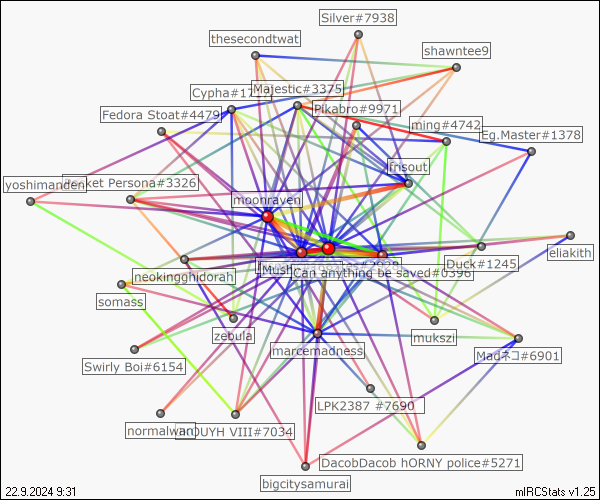 Silver#7938
thesecondtwat
shawntee9
Majestic#3375
Cypha#17
Pikabro#9971
Fedora Stoat#4479
ming#4742
Eg.Master#1378
frisout
yoshimanden
Persona#3326
moonraven
eliakith
Duck#1245
Can anything be saved#0396
neokingghidorah
somass
zebula
mukszi
marcemadness
Madネコ#6901
Swirly Boi#6154
LPK2387 #7690
normalwan
DUYH VIII#7034
DacobDacob hORNY police#5271
bigcitysamurai
22.9.2024 9:31
mIRCStats v1.25